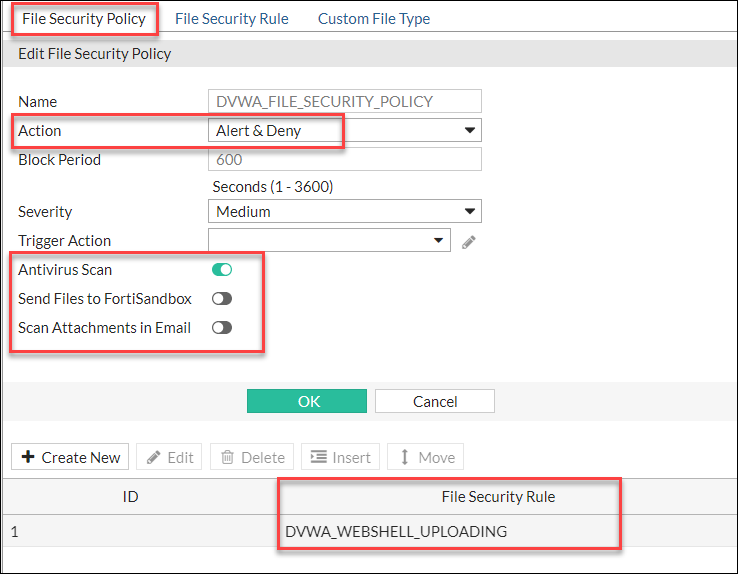 File Security Policy File Security Rule Custom File Type
Edit File Security Policy
Name DVWA_FILE_SECURITY_POLICY
Action Alert & Deny
Block Period 600
Seconds (1 - 3600)
Severity Medium
Trigger Action
Antivirus Scan
Send Files to FortiSandbox
Scan Attachments in Email
OK Cancel
Create New Edit Delete Insert Move
ID File Security Rule
1 DVWA_WEBSHELL_UPLOADING